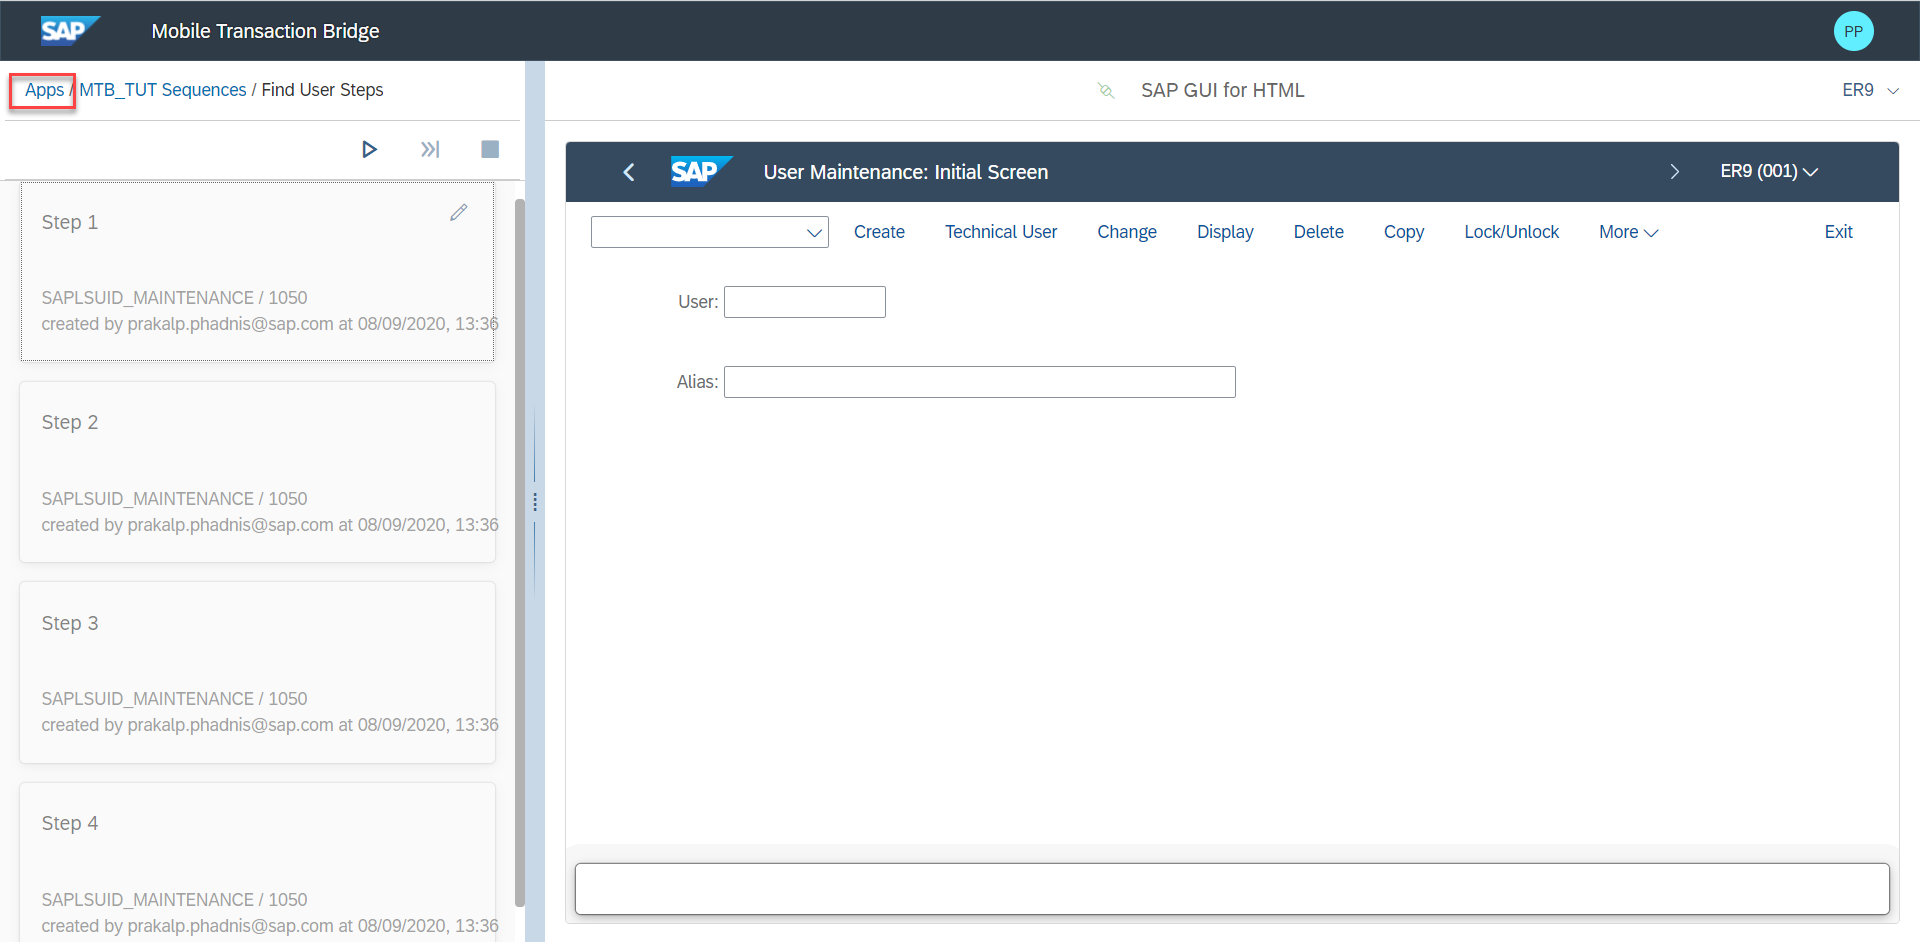 SAP Mobile Transaction Bridge PP
Apps / MTB_TUT Sequences / Find User Steps
SAP GUI for HTML ER9
Step 1
SAPLSUID_MAINTENANCE / 1050
created by prakalp.phadnis@sap.com at 08/09/2020, 13:36
Step 2
SAPLSUID_MAINTENANCE / 1050
created by prakalp.phadnis@sap.com at 08/09/2020, 13:36
Step 3
SAPLSUID_MAINTENANCE / 1050
created by prakalp.phadnis@sap.com at 08/09/2020, 13:36
Step 4
SAPLSUID_MAINTENANCE / 1050
created by prakalp.phadnis@sap.com at 08/09/2020, 13:36
SAP User Maintenance: Initial Screen ER9 (001)
Create Technical User Change Display Delete Copy Lock/Unlock More Exit
User:
Alias: